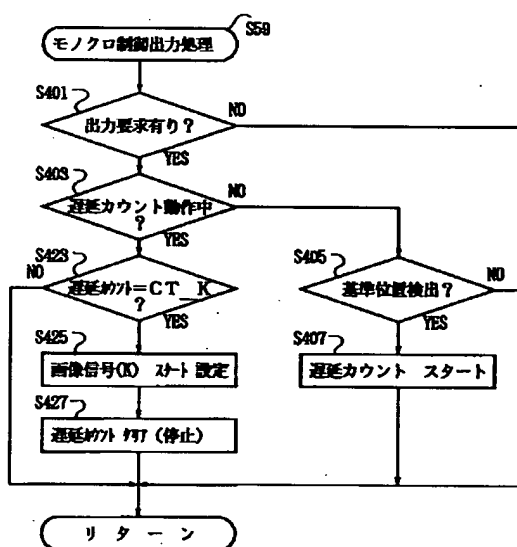 S59
モノクロ制御出力処理
S401
出力要求有り?
NO
YES
S403
遅延カウント動作中
?
NO
YES
S423
NO
遅延カウント=CT_K
?
YES
S405
基準位置検出?
NO
YES
S425
画像信号(K) スタート 設定
S407
遅延カウント スタート
S427
遅延カウント クリア (停止)
リターン